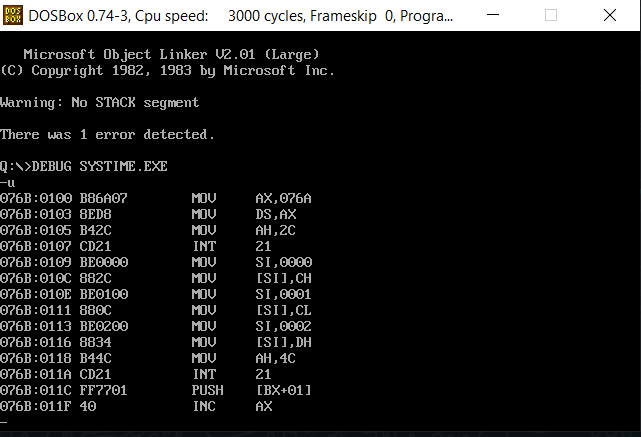 DOSBox 0.74-3, Cpu speed: 3000 cycles, Frameskip 0, Progra...
Microsoft Object Linker V2.01 (Large)
(C) Copyright 1982, 1983 by Microsoft Inc.
Warning: No STACK segment
There was 1 error detected.
Q:\>DEBUG SYSTIME.EXE
-u
076B:0100 B86A07 MOV AX,076A
076B:0103 8ED8 MOV DS,AX
076B:0105 B42C MOV AH,2C
076B:0107 CD21 INT 21
076B:0109 BE0000 MOV SI,0000
076B:010C 882C MOV [SI],CH
076B:010E BE0100 MOV SI,0001
076B:0111 880C MOV [SI],CL
076B:0113 BE0200 MOV SI,0002
076B:0116 8834 MOV [SI],DH
076B:0118 B44C MOV AH,4C
076B:011A CD21 INT 21
076B:011C FF7701 PUSH [BX+01]
076B:011F 40 INC AX
-